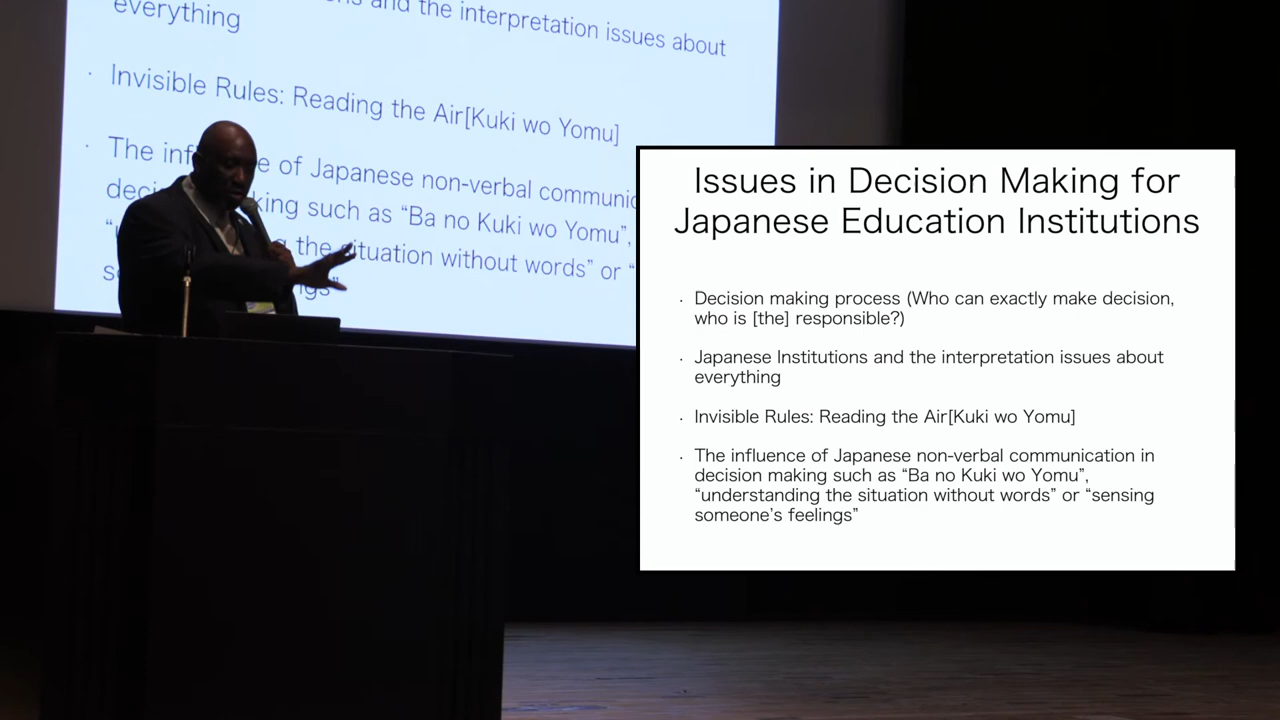 everything
and the interpretation issues about
· Invisible Rules: Reading the Air[Kuki wo Yomu]
· The of Japanese non-verbal
such as “Ba no Kuki wo Yomu”,
the situation without words” or “
Issues in Decision Making for
Japanese Education Institutions
· Decision making process (Who can exactly make decision,
who is [the] responsible?)
· Japanese Institutions and the interpretation issues about
everything
· Invisible Rules: Reading the Air[Kuki wo Yomu]
· The influence of Japanese non-verbal communication in
decision making such as “Ba no Kuki wo Yomu”,
“understanding the situation without words” or “sensing
someone’s feelings”